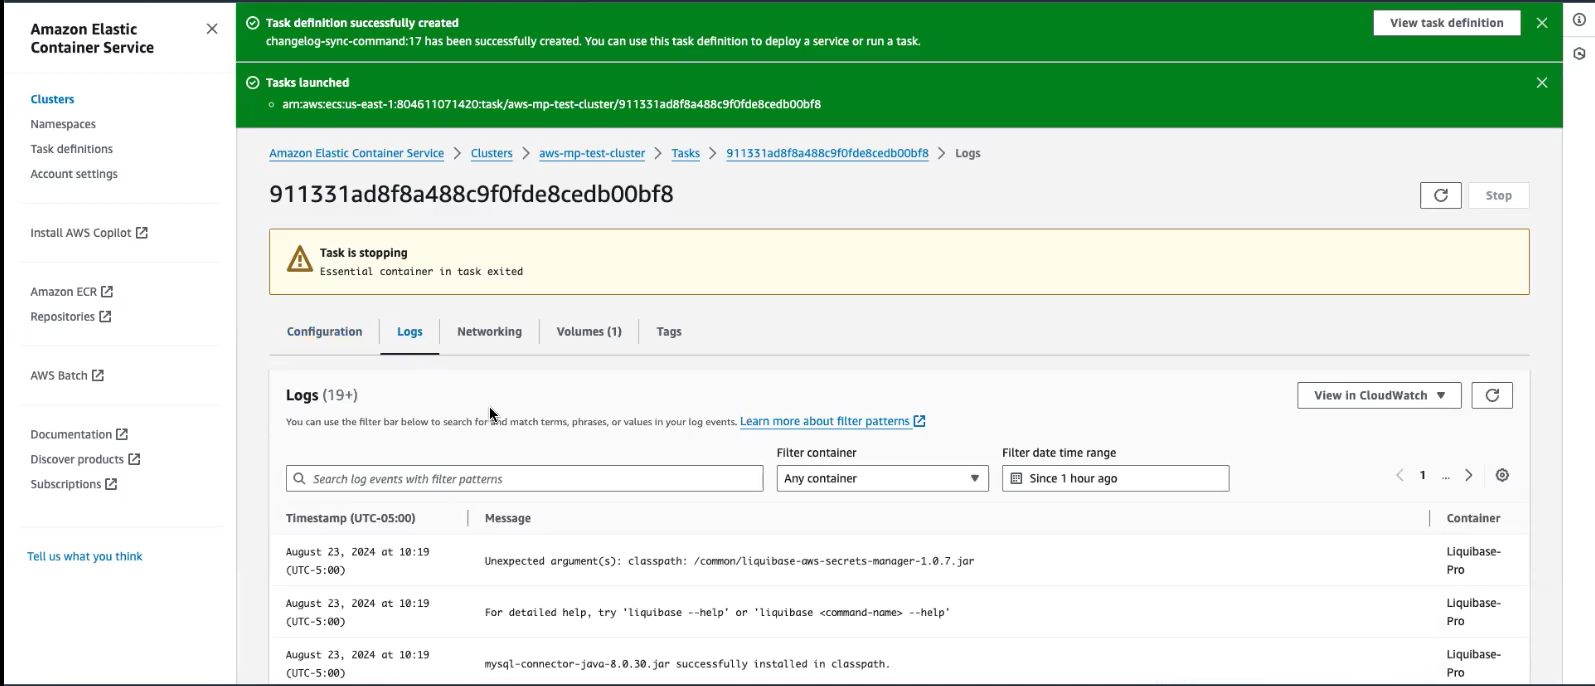 Amazon Elastic
Container Service
Clusters
Namespaces
Task definitions
Account settings
Install AWS Copilot
Amazon ECR
Repositories
AWS Batch
Documentation
Discover products
Subscriptions
Tell us what you think
Task definition successfully created
changelog-sync-command:17 has been successfully created. You can use this task definition to deploy a service or run a task.
View task definition
Tasks launched
arn:aws:ecs:us-east-1:804611071420:task/aws-mp-test-cluster/911331ad8f8a488c9f0fde8cedb00bf8
Amazon Elastic Container Service > Clusters > aws-mp-test-cluster > Tasks > 911331ad8f8a488c9f0fde8cedb00bf8 > Logs
911331ad8f8a488c9f0fde8cedb00bf8
Stop
Task is stopping
Essential container in task exited
Configuration Logs Networking Volumes (1) Tags
Logs (19+)
View in CloudWatch
You can use the filter bar below to search for and match terms, phrases, or values in your log events. Learn more about filter patterns
Filter container Filter date time range
Search log events with filter patterns Any container Since 1 hour ago 1 ...
Timestamp (UTC-05:00) Message Container
August 23, 2024 at 10:19
(UTC-5:00)
Unexpected argument(s): classpath: /common/liquibase-aws-secrets-manager-1.0.7.jar
Liquibase-
Pro
August 23, 2024 at 10:19
(UTC-5:00)
For detailed help, try 'liquibase --help' or 'liquibase <command-name> --help'
Liquibase-
Pro
August 23, 2024 at 10:19
(UTC-5:00)
mysql-connector-java-8.0.30.jar successfully installed in classpath.
Liquibase-
Pro